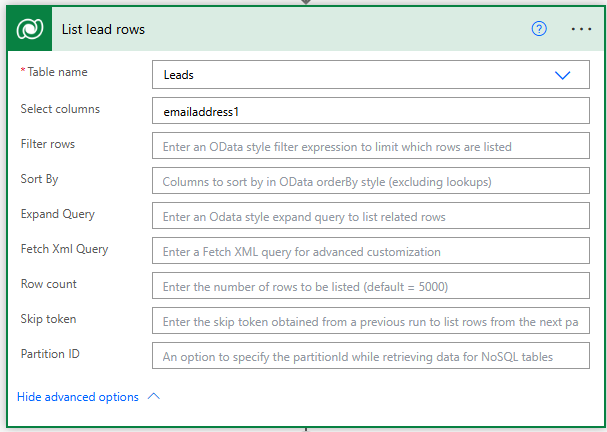 List lead rows
* Table name
Leads
Select columns
emailaddress1
Filter rows
Enter an OData style filter expression to limit which rows are listed
Sort By
Columns to sort by in OData orderBy style (excluding lookups)
Expand Query
Enter an Odata style expand query to list related rows
Fetch Xml Query
Enter a Fetch XML query for advanced customization
Row count
Enter the number of rows to be listed (default = 5000)
Skip token
Enter the skip token obtained from a previous run to list rows from the next pa
Partition ID
An option to specify the partitionId while retrieving data for NoSQL tables
Hide advanced options